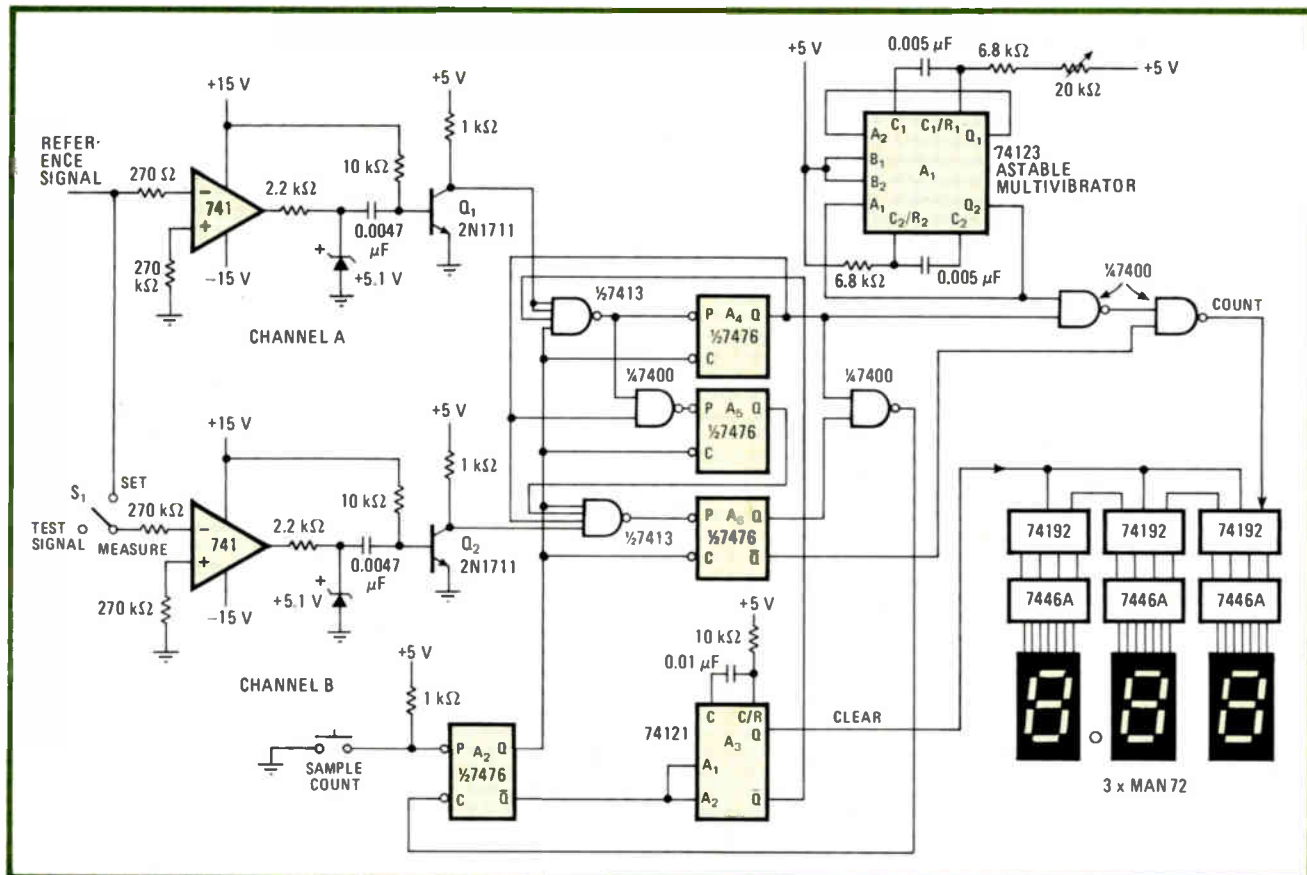 REFER-
ENCE
SIGNAL
270 Ω
+15 V
−
741
+
−15 V
270
kΩ
2.2 kΩ
10 kΩ
0.0047
μF
+
+5.1 V
+5 V
1 kΩ
Q1
2N1711
CHANNEL A
S1
SET
TEST
SIGNAL
MEASURE
270 kΩ
+15 V
−
741
+
−15 V
270 kΩ
2.2 kΩ
10 kΩ
0.0047
μF
+
+5.1 V
+5 V
1 kΩ
Q2
2N1711
CHANNEL B
+5 V
1 kΩ
SAMPLE
COUNT
P A2 Q
½7476
C Q̄
½7413
P A4 Q
½7476
C
¼7400
P A5 Q
½7476
C
½7413
P A6 Q
½7476
C Q̄
¼7400
+5 V
10 kΩ
0.01 μF
74121
C C/R
Q
A3
A1
A2 Q̄
CLEAR
+5 V
0.005 μF
6.8 kΩ
20 kΩ
+5 V
C1 C1/R1
A2 Q1
B1
A1
B2
A1 Q2
C2/R2 C2
74123
ASTABLE
MULTIVIBRATOR
6.8 kΩ
0.005 μF
¼7400
COUNT
74192 74192 74192
7446A 7446A 7446A
8 8 8
3 x MAN 72